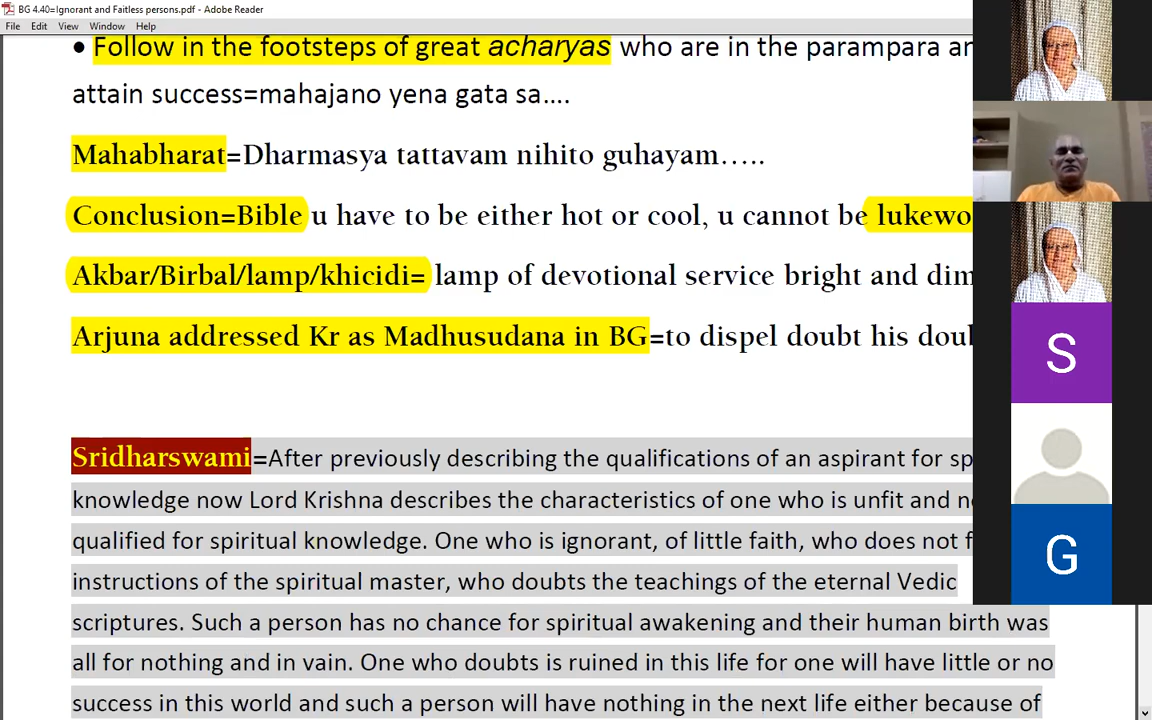 BG 4.40=Ignorant and Faitless persons.pdf - Adobe Reader
File Edit View Window Help
• Follow in the footsteps of great acharyas who are in the parampara
attain success=mahajano yena gata sa….
Mahabharat=Dharmasya tattavam nihito guhayam…..
Conclusion=Bible u have to be either hot or cool, u cannot be
Akbar/Birbal/lamp/khicidi= lamp of devotional service bright and dim
Arjuna addressed Kr as Madhusudana in BG=to dispel doubt his
S
Sridharswami=After previously describing the qualifications of an aspirant for
knowledge now Lord Krishna describes the characteristics of one who is unfit and
qualified for spiritual knowledge. One who is ignorant, of little faith, who does not
G
instructions of the spiritual master, who doubts the teachings of the eternal Vedic
scriptures. Such a person has no chance for spiritual awakening and their human birth was
all for nothing and in vain. One who doubts is ruined in this life for one will have little or no
success in this world and such a person will have nothing in the next life either because of